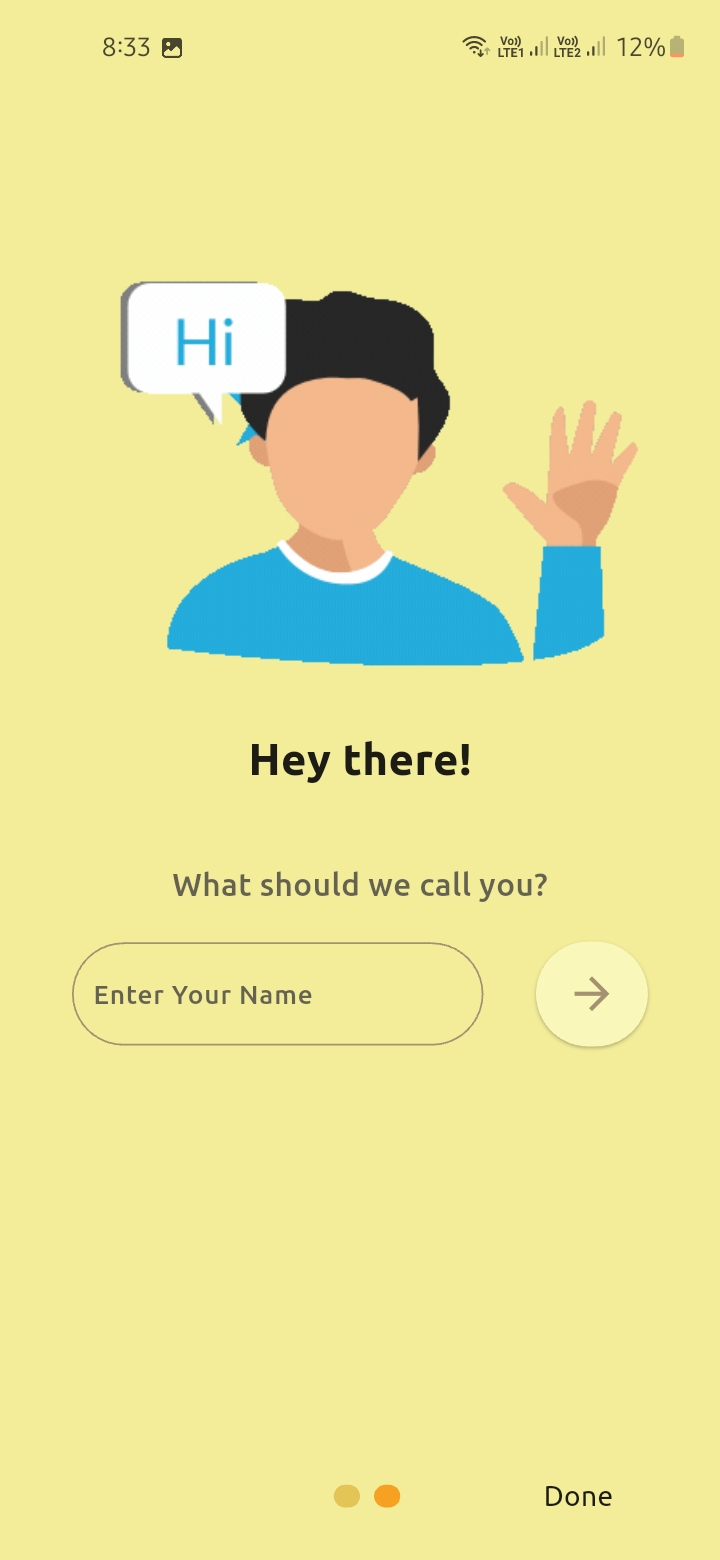 8:33 Vo)) LTE1 Vo)) LTE2 12%
Hi
Hey there!
What should we call you?
Enter Your Name
Done